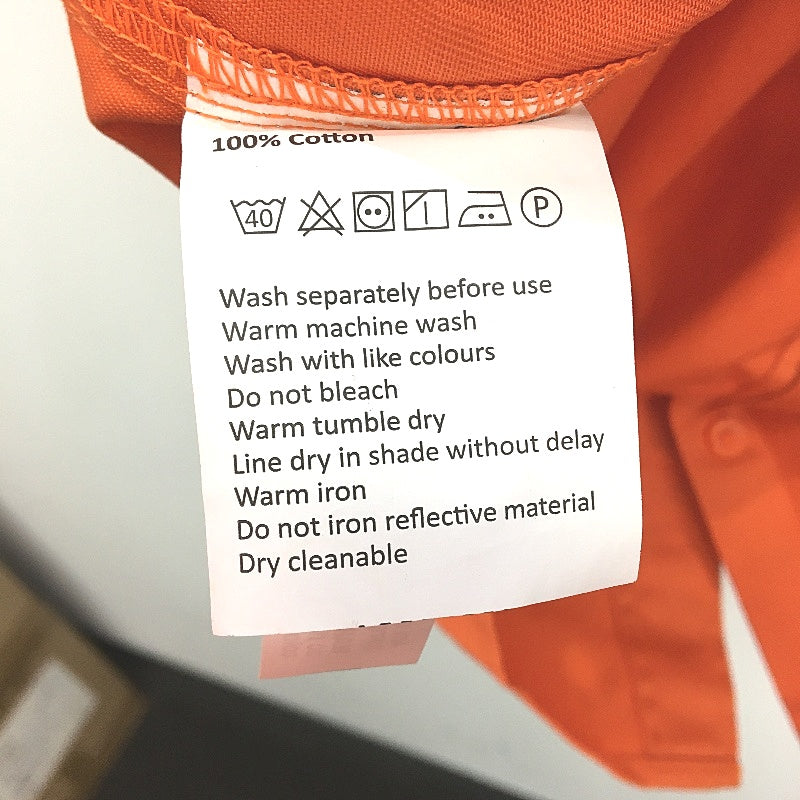 100% Cotton
40 P
Wash separately before use
Warm machine wash
Wash with like colours
Do not bleach
Warm tumble dry
Line dry in shade without delay
Warm iron
Do not iron reflective material
Dry cleanable